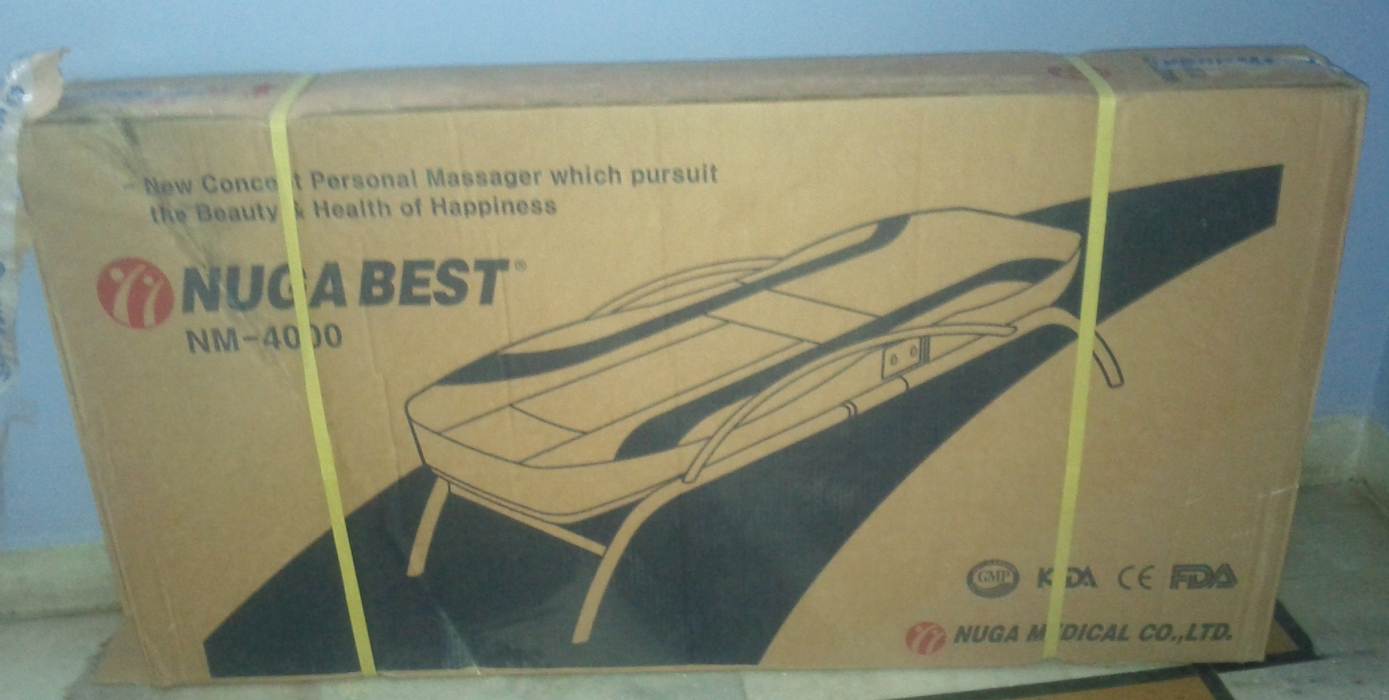 - New Concept Personal Massager which pursuit
the Beauty & Health of Happiness
NUGA BEST®
NM-4000
GMP KFDA CE FDA
NUGA MEDICAL CO.,LTD.